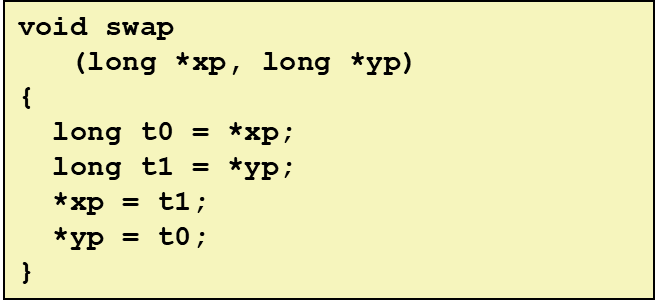 void swap
   (long *xp, long *yp)
{
  long t0 = *xp;
  long t1 = *yp;
  *xp = t1;
  *yp = t0;
}